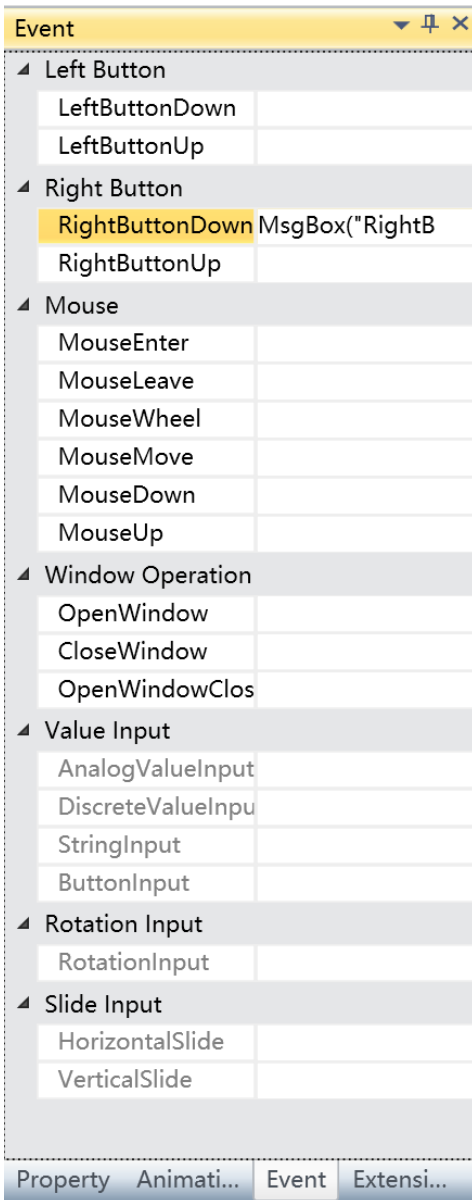 Event
Left Button
LeftButtonDown
LeftButtonUp
Right Button
RightButtonDown MsgBox("RightB
RightButtonUp
Mouse
MouseEnter
MouseLeave
MouseWheel
MouseMove
MouseDown
MouseUp
Window Operation
OpenWindow
CloseWindow
OpenWindowClos
Value Input
AnalogValueInput
DiscreteValueInpu
StringInput
ButtonInput
Rotation Input
RotationInput
Slide Input
HorizontalSlide
VerticalSlide
Property Animati... Event Extensi...